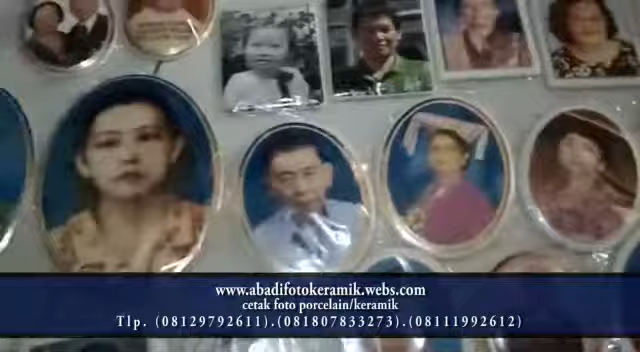 www.abadifotokeramik.webs.com
cetak foto porcelain/keramik
Tlp. (08129792611).(081807833273).(08111992612)